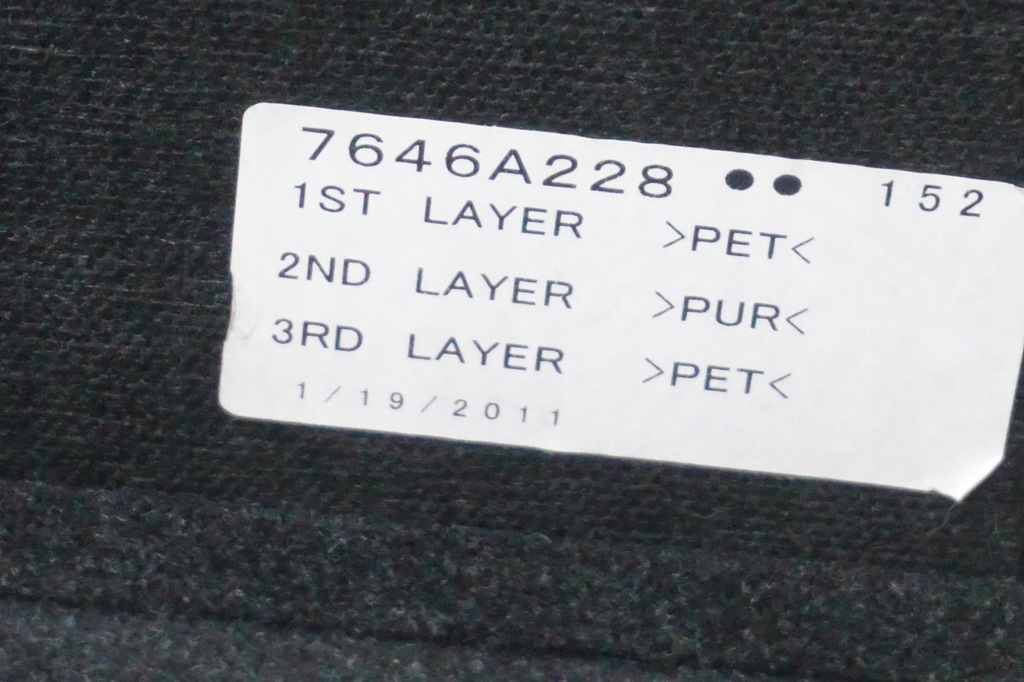 7646A228 ●● 152
1ST LAYER >PET<
2ND LAYER >PUR<
3RD LAYER >PET<
1/19/2011